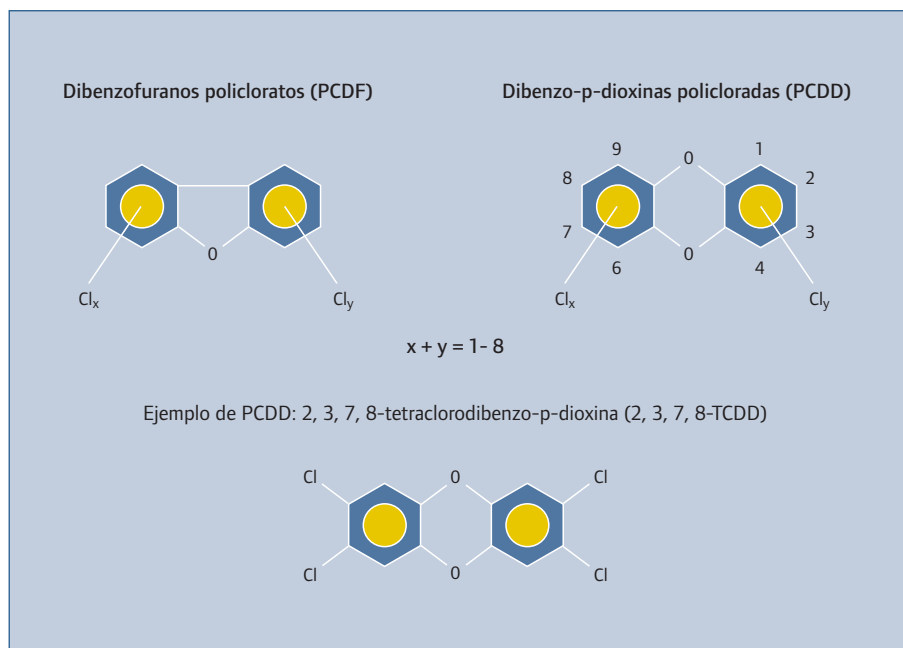 Dibenzofuranos policloratos (PCDF)
Dibenzo-p-dioxinas policloradas (PCDD)
0
Clx
Cly
9
0
1
8
2
7
3
6
0
4
Clx
Cly
x + y = 1- 8
Ejemplo de PCDD: 2, 3, 7, 8-tetraclorodibenzo-p-dioxina (2, 3, 7, 8-TCDD)
Cl
0
Cl
Cl
0
Cl